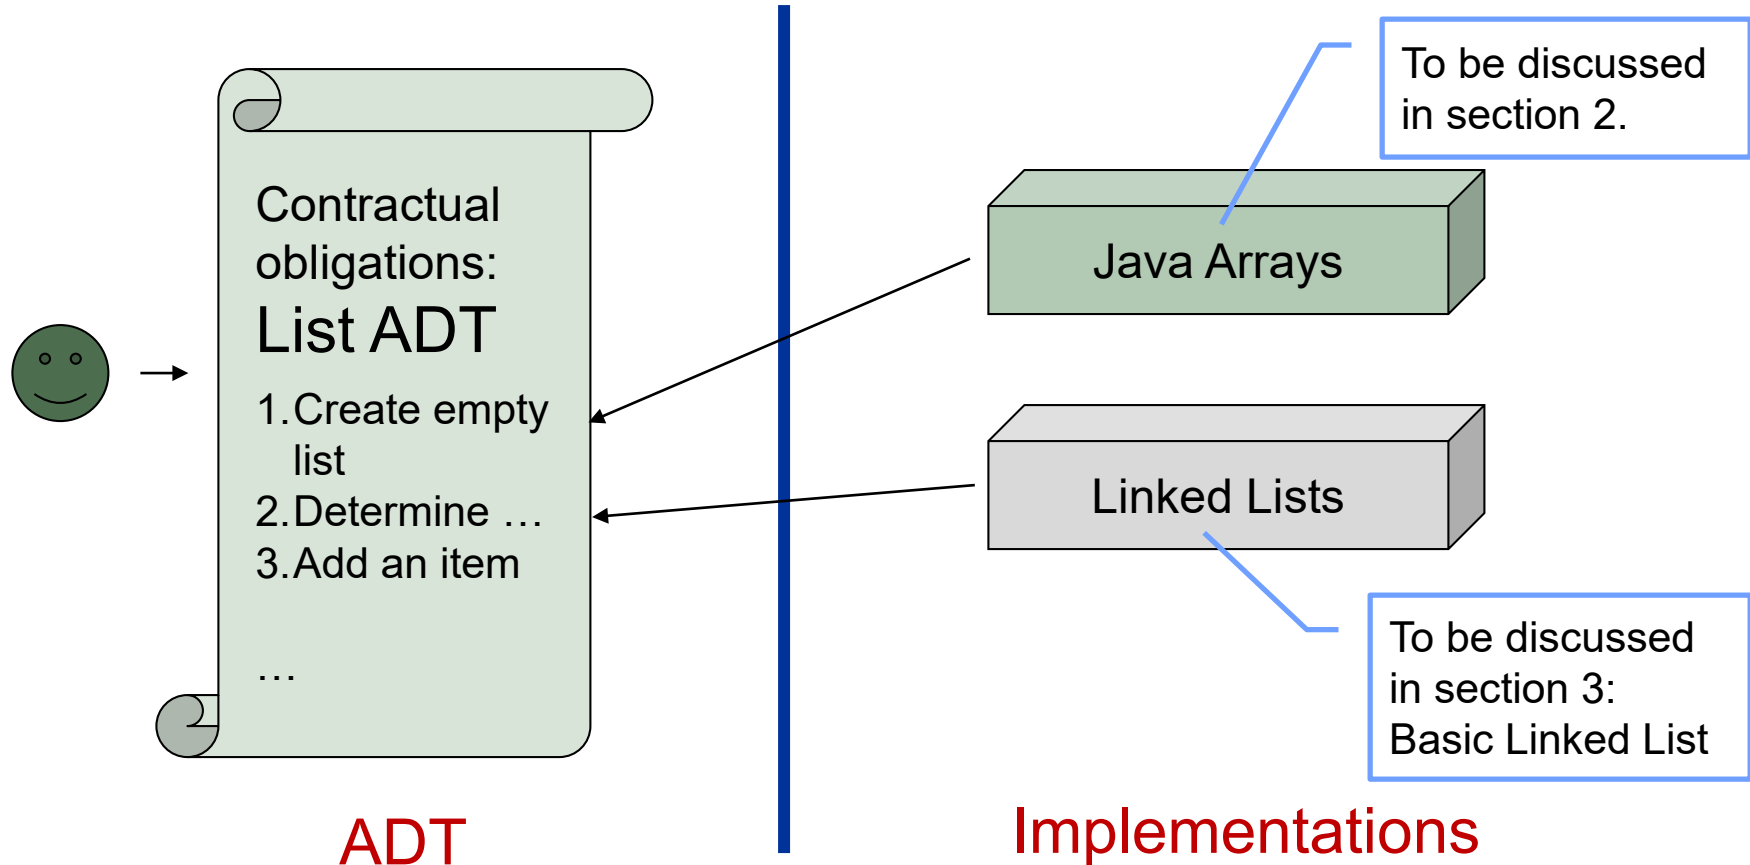 Contractual
obligations:
List ADT
1.Create empty
list
2.Determine …
3.Add an item
…
ADT
To be discussed
in section 2.
Java Arrays
Linked Lists
To be discussed
in section 3:
Basic Linked List
Implementations